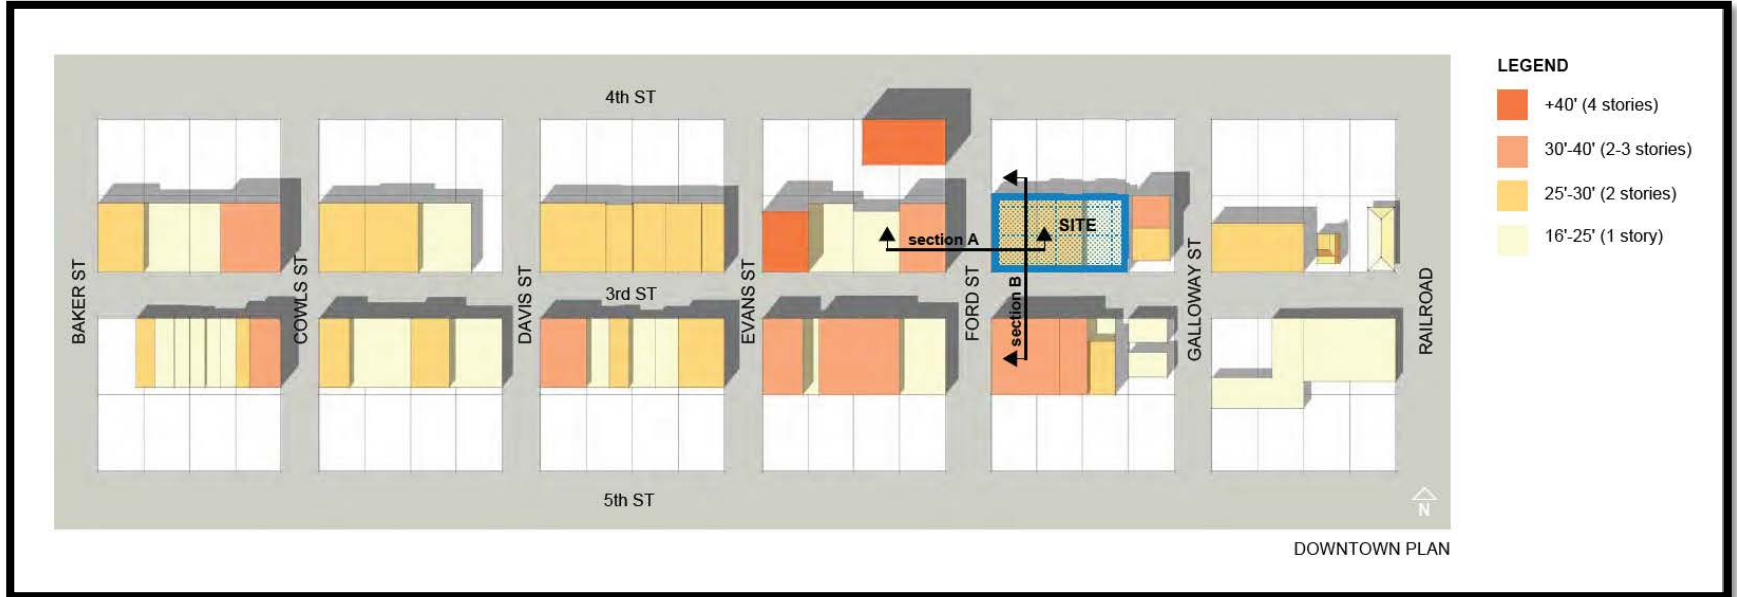 LEGEND
+40' (4 stories)
30'-40' (2-3 stories)
25'-30' (2 stories)
16'-25' (1 story)
4th ST
SITE
section A
section B
BAKER ST
COWLS ST
DAVIS ST
3rd ST
EVANS ST
FORD ST
GALLOWAY ST
RAILROAD
5th ST
N
DOWNTOWN PLAN